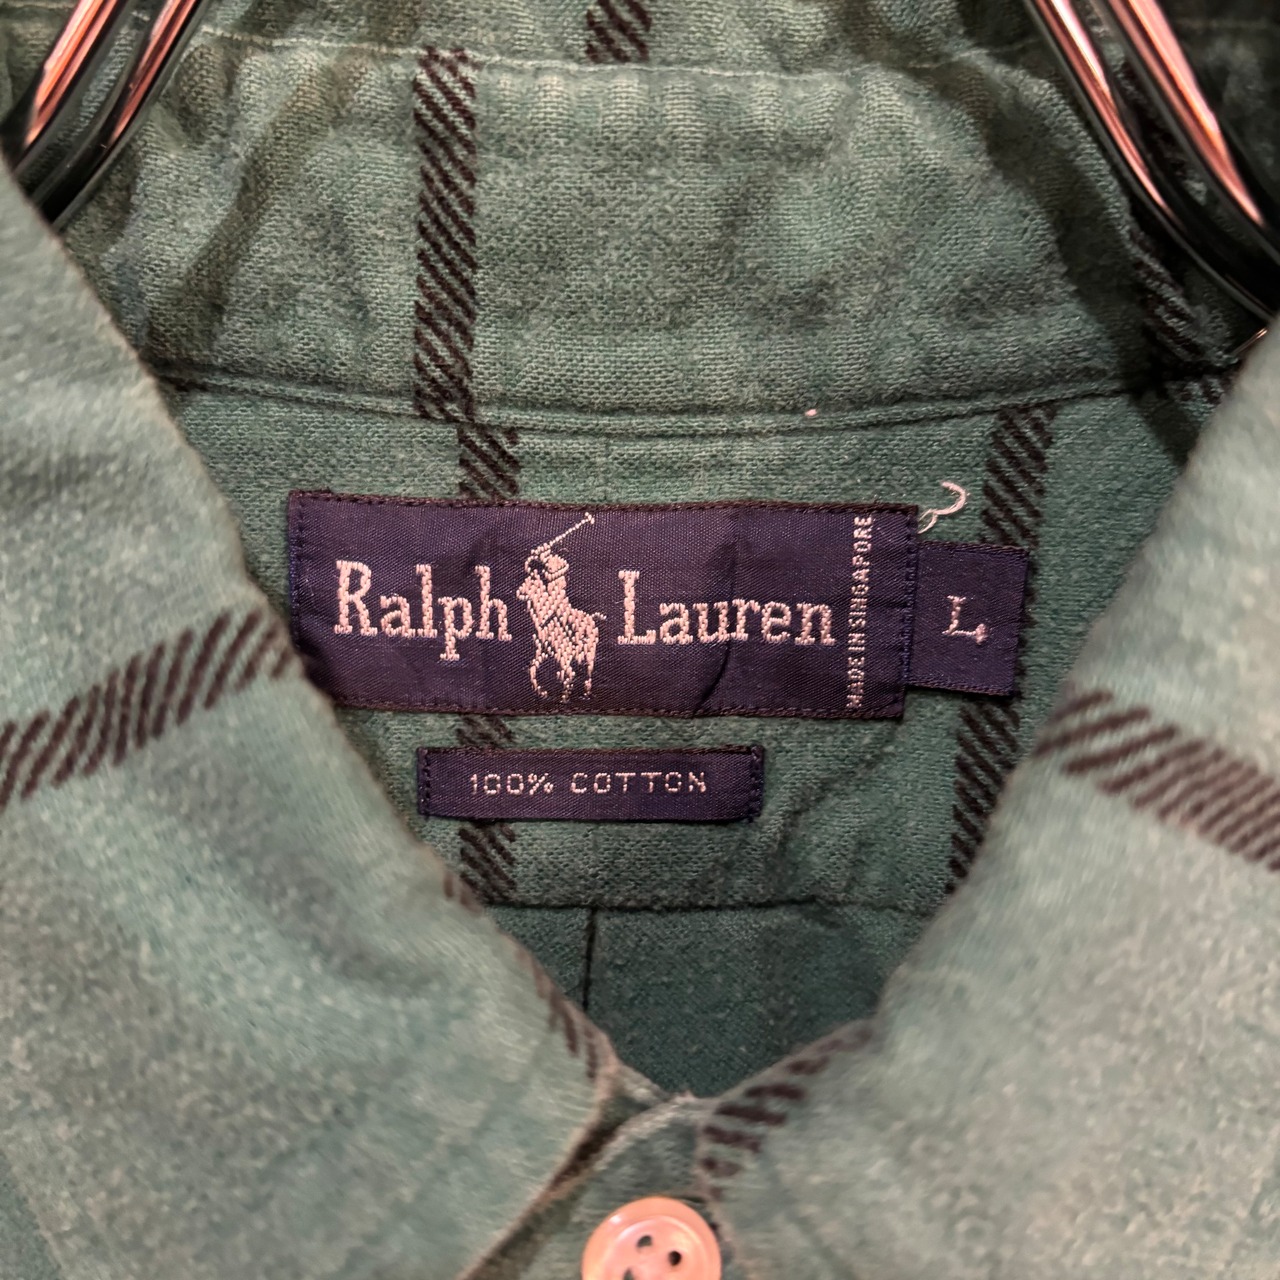 Ralph Lauren
MADE IN SINGAPORE
L
100% COTTON